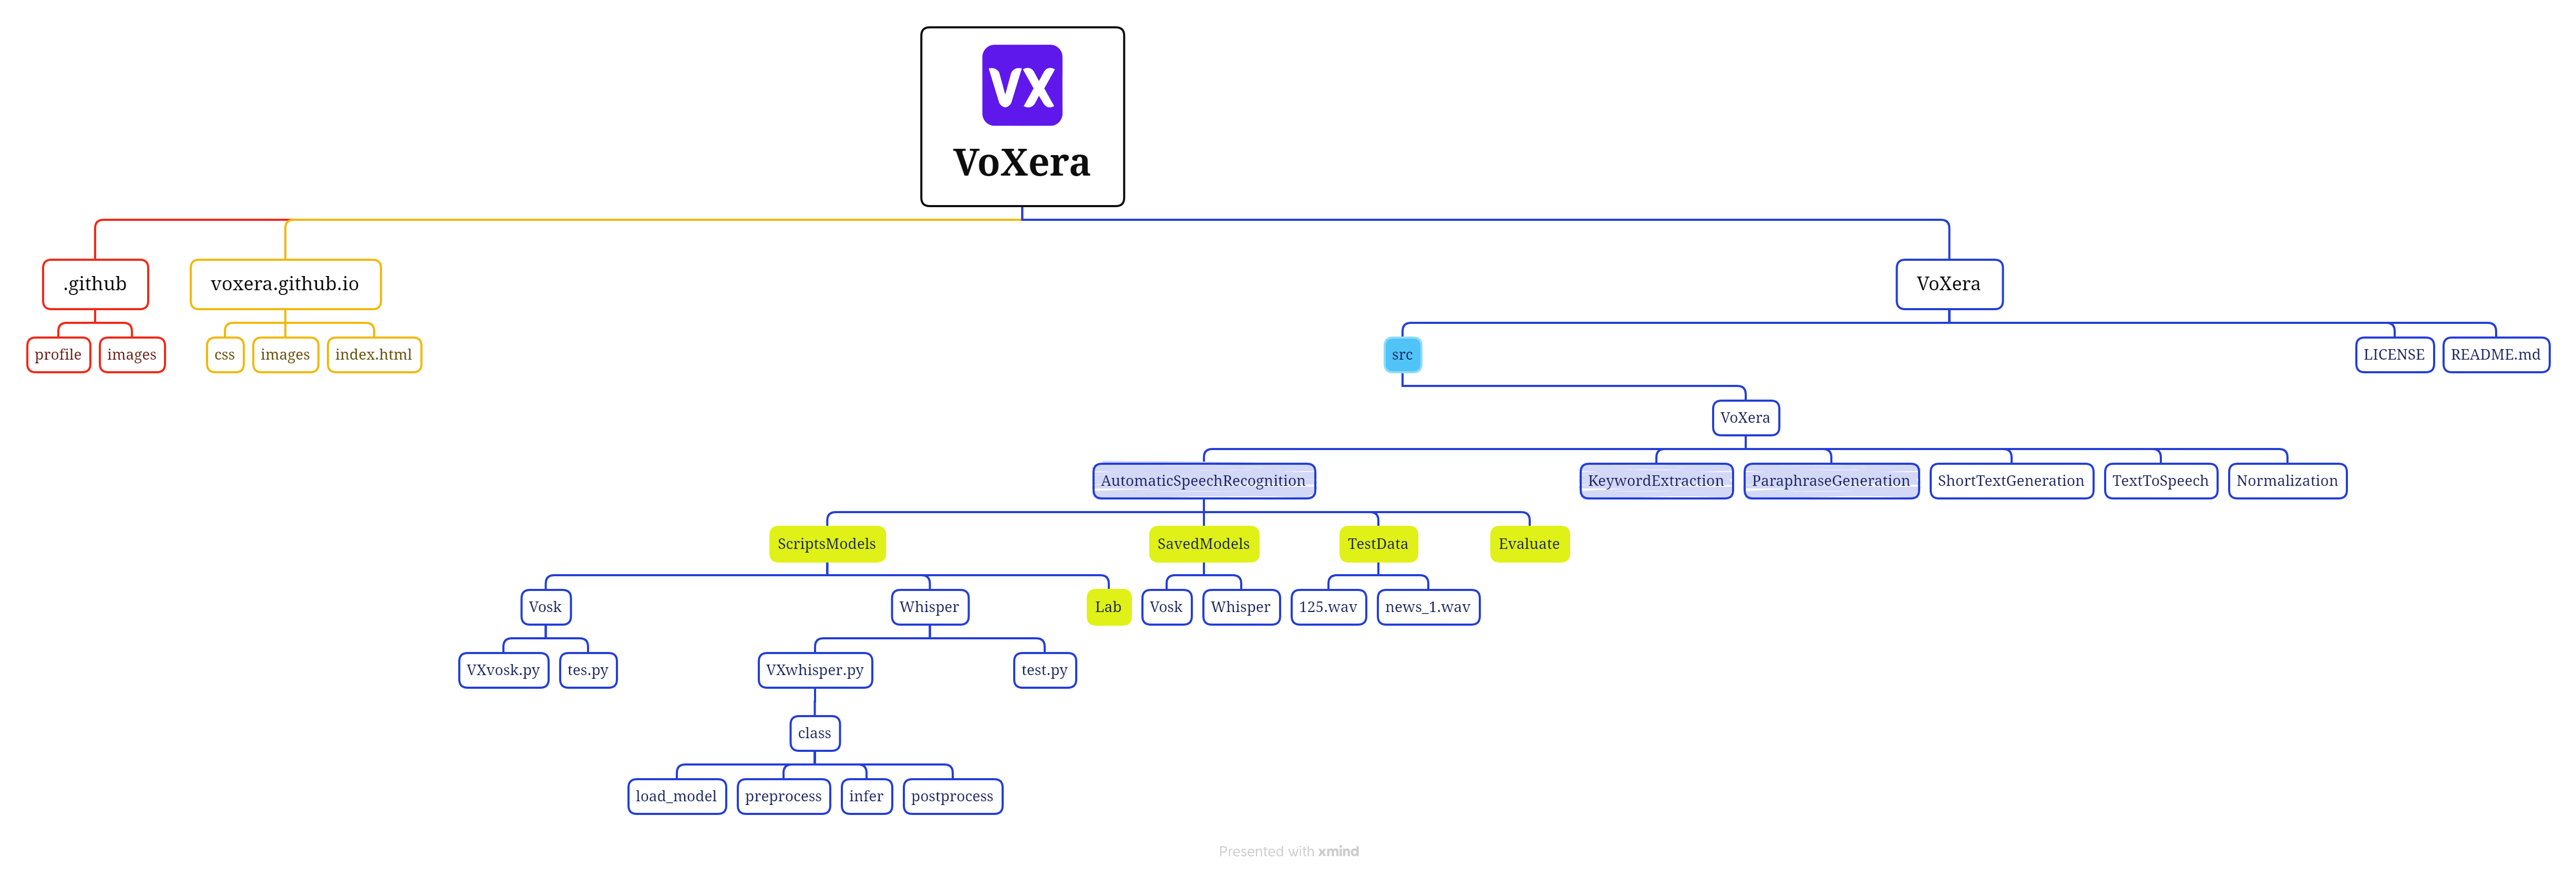 VX
VoXera
.github
voxera.github.io
VoXera
profile
images
css
images
index.html
src
LICENSE
README.md
VoXera
AutomaticSpeechRecognition
KeywordExtraction
ParaphraseGeneration
ShortTextGeneration
TextToSpeech
Normalization
ScriptsModels
SavedModels
TestData
Evaluate
Vosk
Whisper
Lab
Vosk
Whisper
125.wav
news_1.wav
VXvosk.py
tes.py
VXwhisper.py
test.py
class
load_model
preprocess
infer
postprocess
Presented with xmind